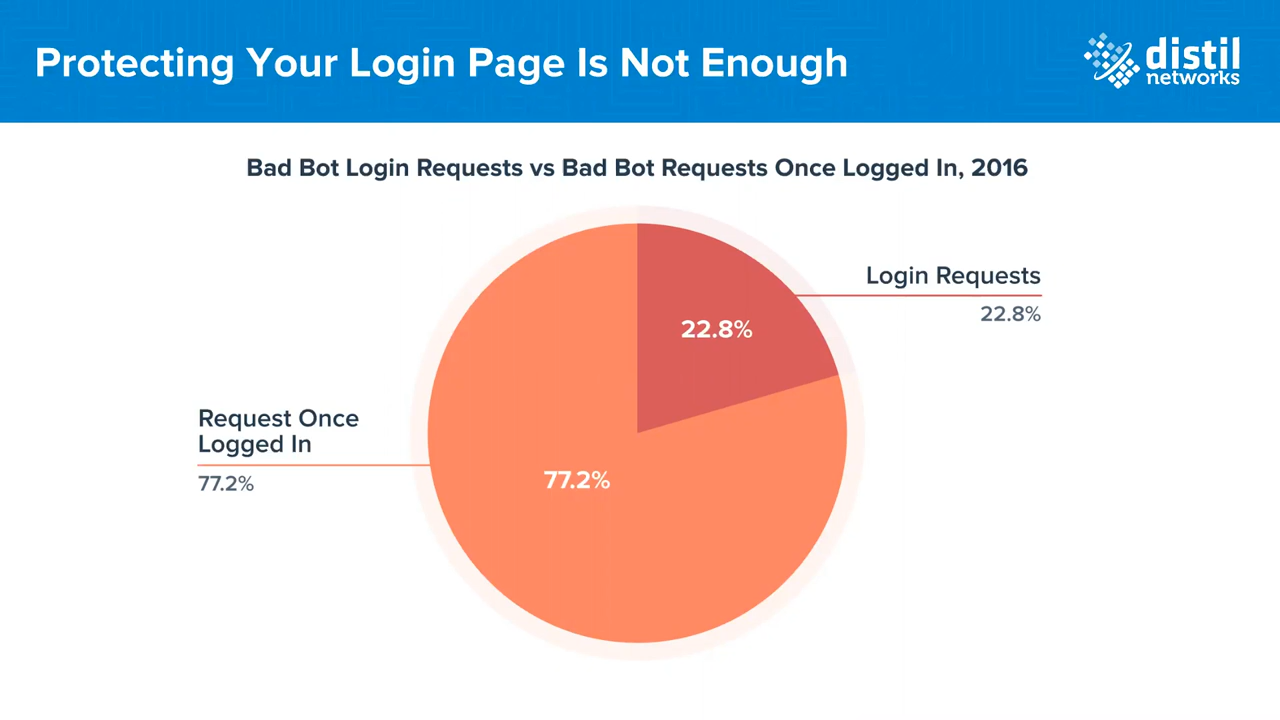 Protecting Your Login Page Is Not Enough
distil
networks
Bad Bot Login Requests vs Bad Bot Requests Once Logged In, 2016
Login Requests
22.8%
22.8%
Request Once
Logged In
77.2%
77.2%